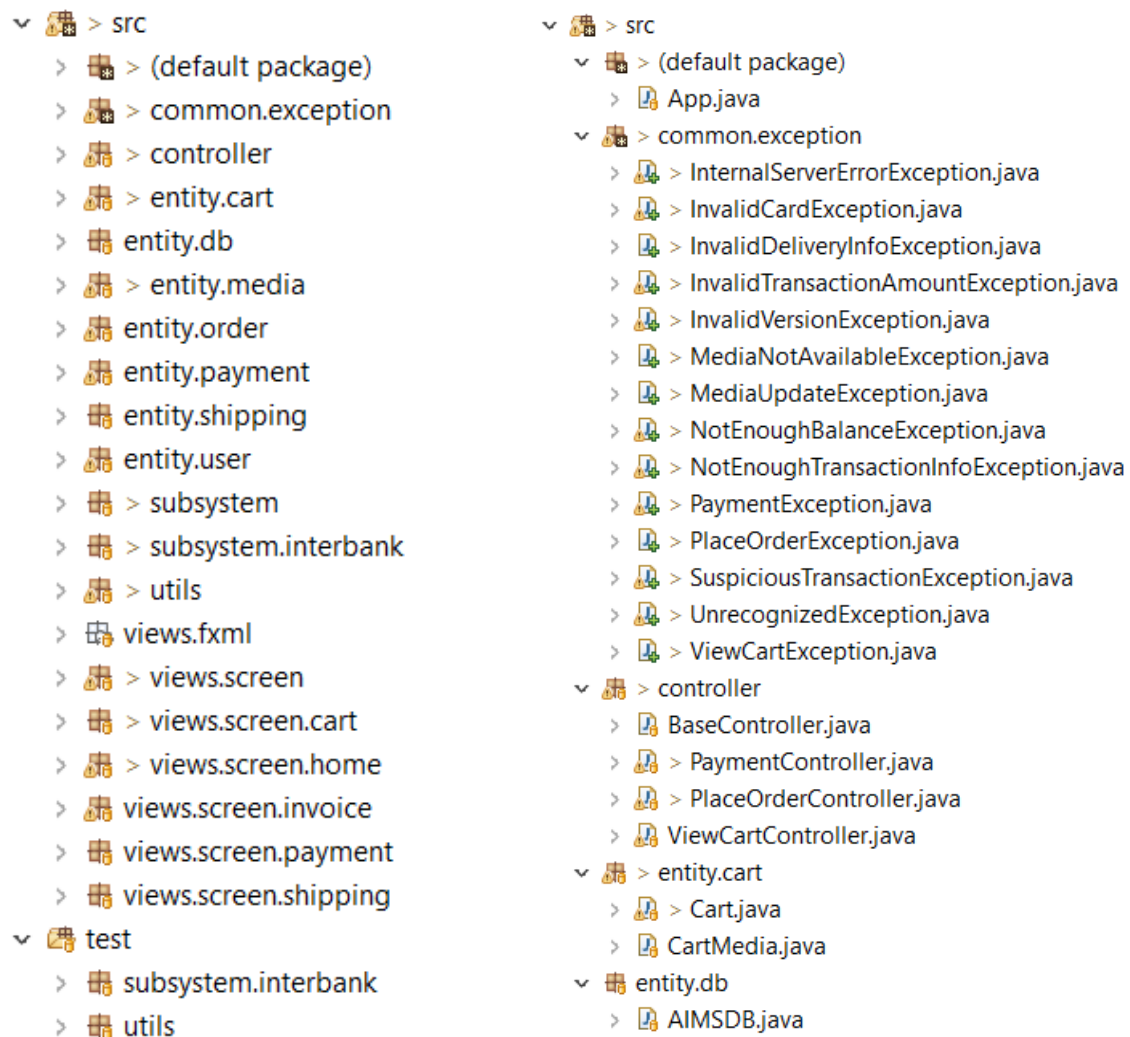 > src
> (default package)
> common.exception
> controller
> entity.cart
entity.db
> entity.media
entity.order
entity.payment
entity.shipping
entity.user
> subsystem
> subsystem.interbank
> utils
views.fxml
> views.screen
> views.screen.cart
> views.screen.home
views.screen.invoice
views.screen.payment
views.screen.shipping
test
subsystem.interbank
utils
> src
> (default package)
App.java
> common.exception
> InternalServerErrorException.java
> InvalidCardException.java
> InvalidDeliveryInfoException.java
> InvalidTransactionAmountException.java
> InvalidVersionException.java
> MediaNotAvailableException.java
> MediaUpdateException.java
> NotEnoughBalanceException.java
> NotEnoughTransactionInfoException.java
> PaymentException.java
> PlaceOrderException.java
> SuspiciousTransactionException.java
> UnrecognizedException.java
> ViewCartException.java
> controller
BaseController.java
> PaymentController.java
> PlaceOrderController.java
ViewCartController.java
> entity.cart
> Cart.java
CartMedia.java
entity.db
AIMSDB.java